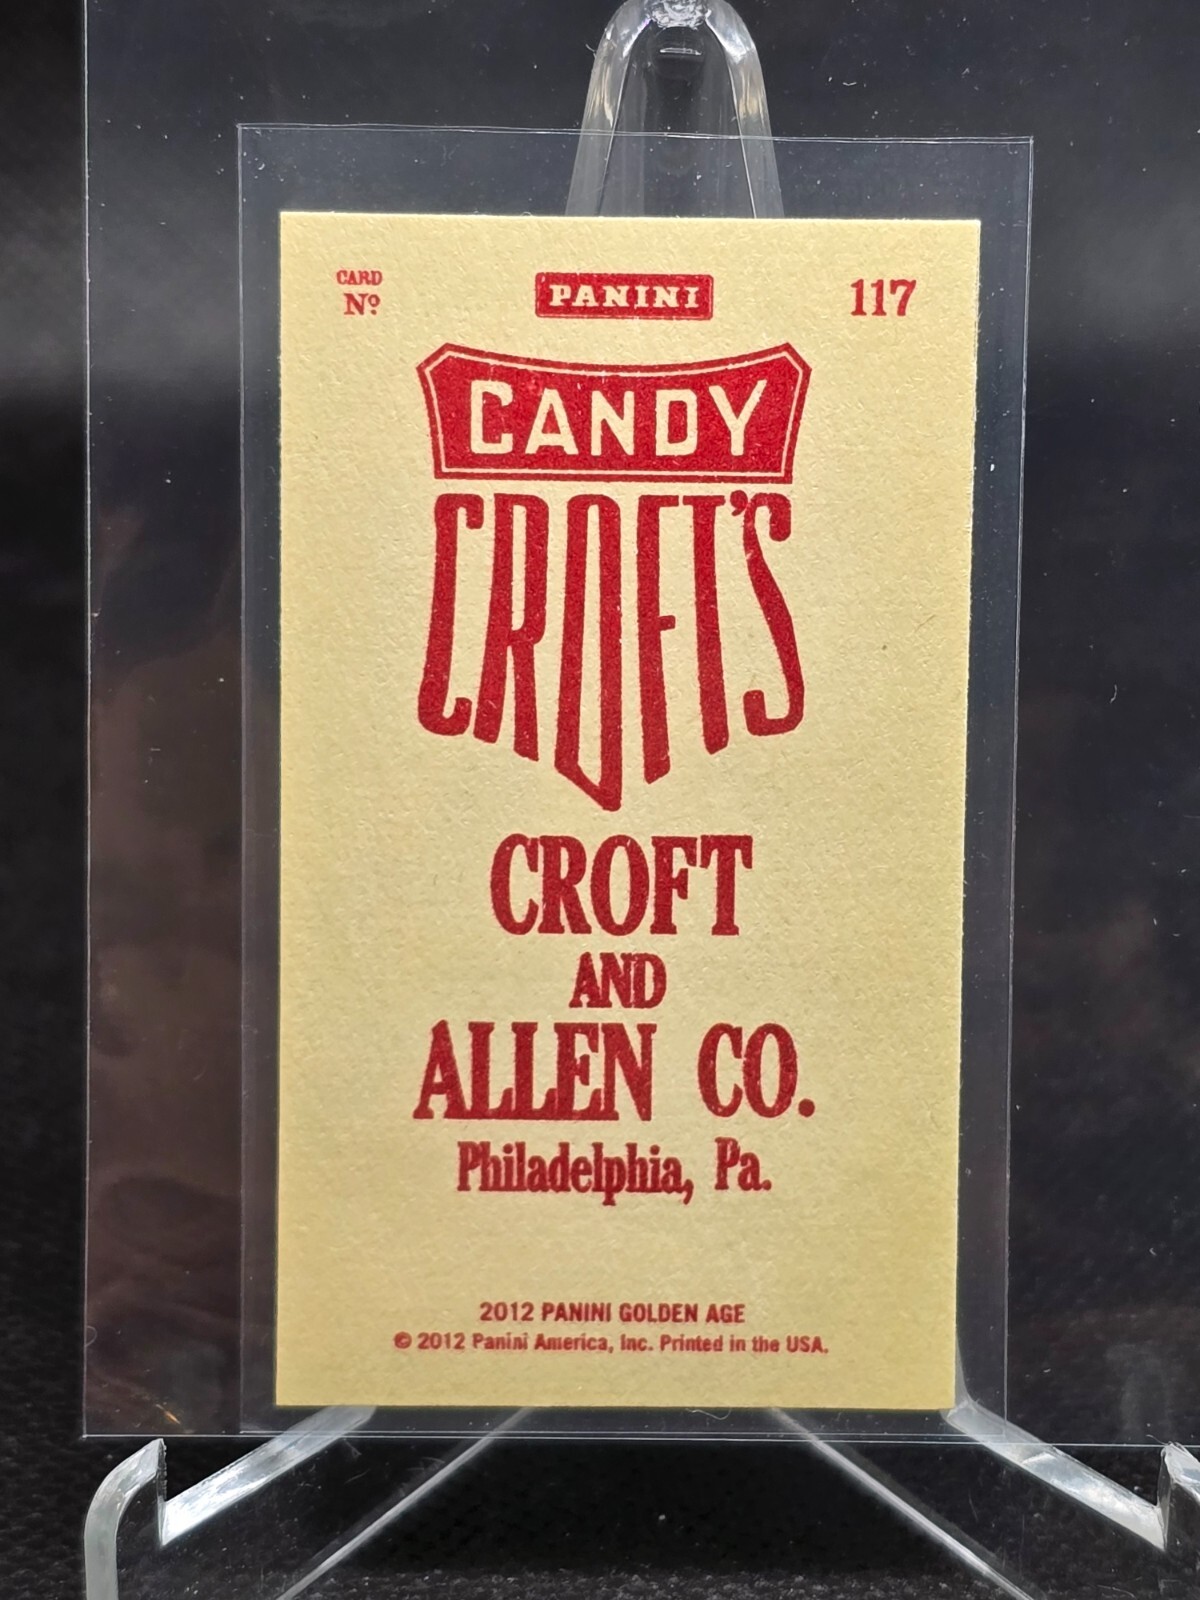 CARD
Nº
PANINI
117
CANDY
CROFT'S
CROFT
AND
ALLEN CO.
Philadelphia, Pa.
2012 PANINI GOLDEN AGE
© 2012 Panini America, Inc. Printed in the USA.